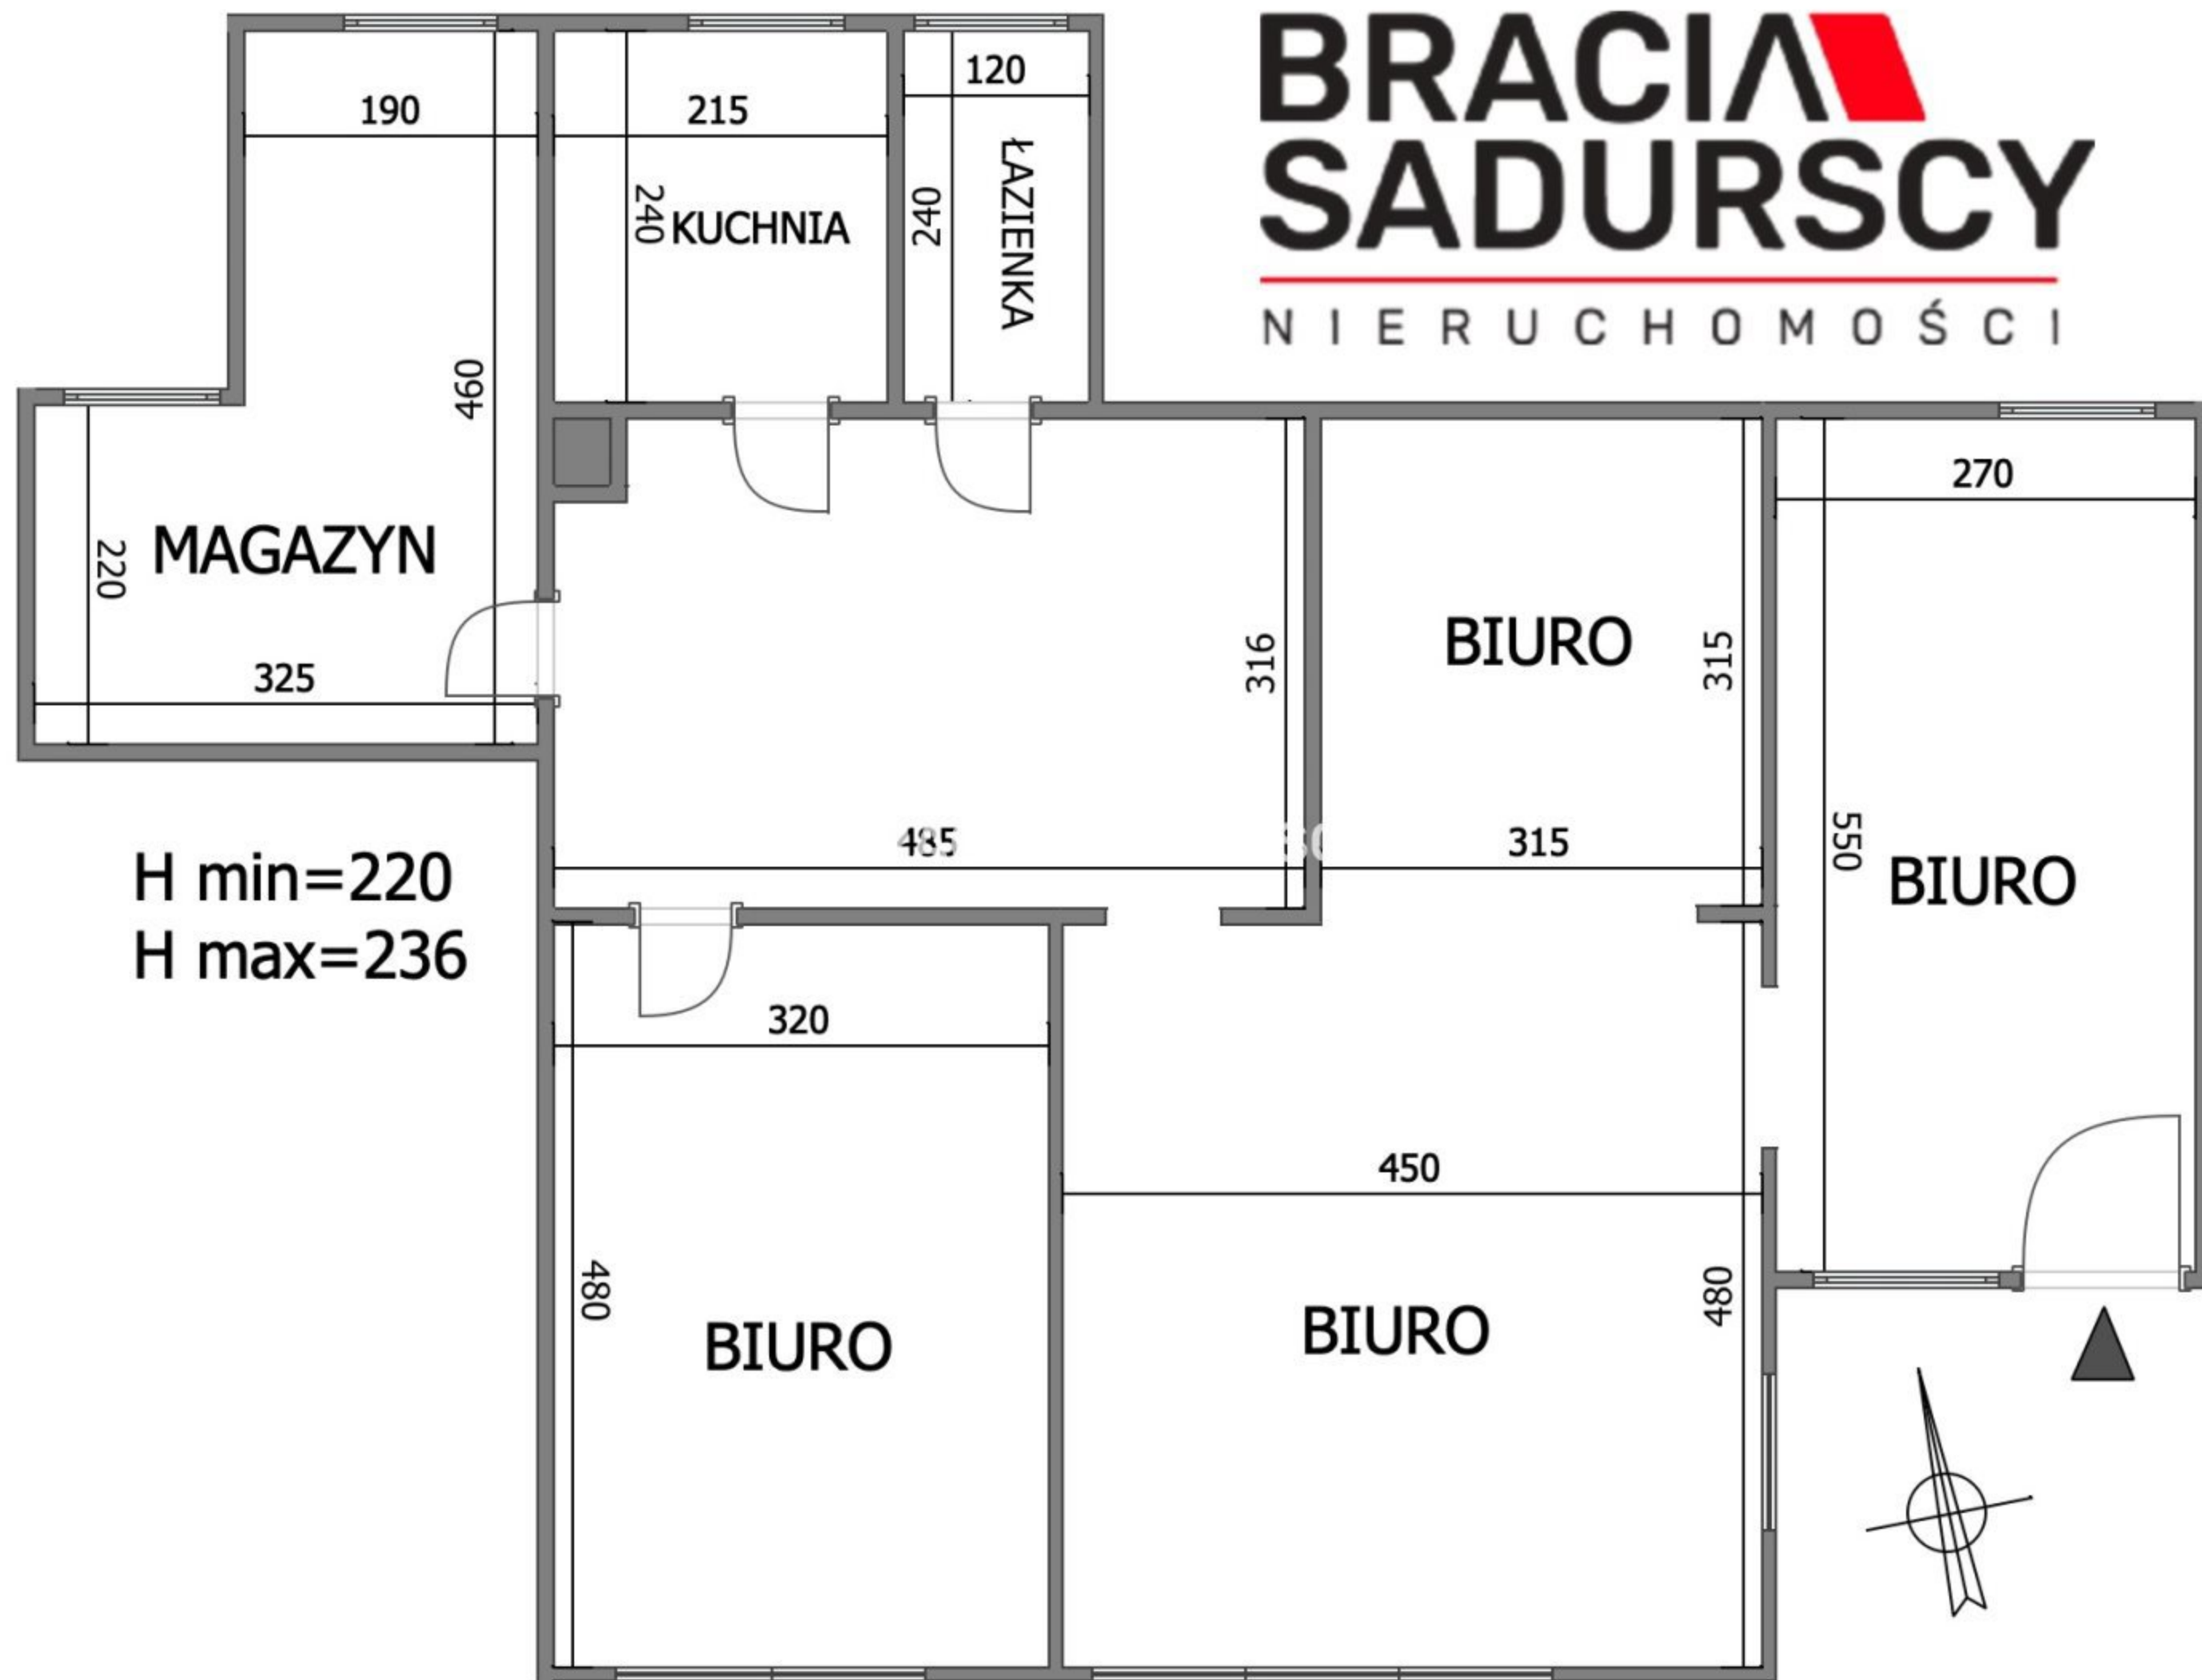 BRACIA
SADURSCY
NIERUCHOMOŚCI
190
215
120
240
KUCHNIA
240
ŁAZIENKA
460
220
MAGAZYN
325
270
316
BIURO
315
485
315
550
BIURO
H min=220
H max=236
320
450
480
BIURO
BIURO
480